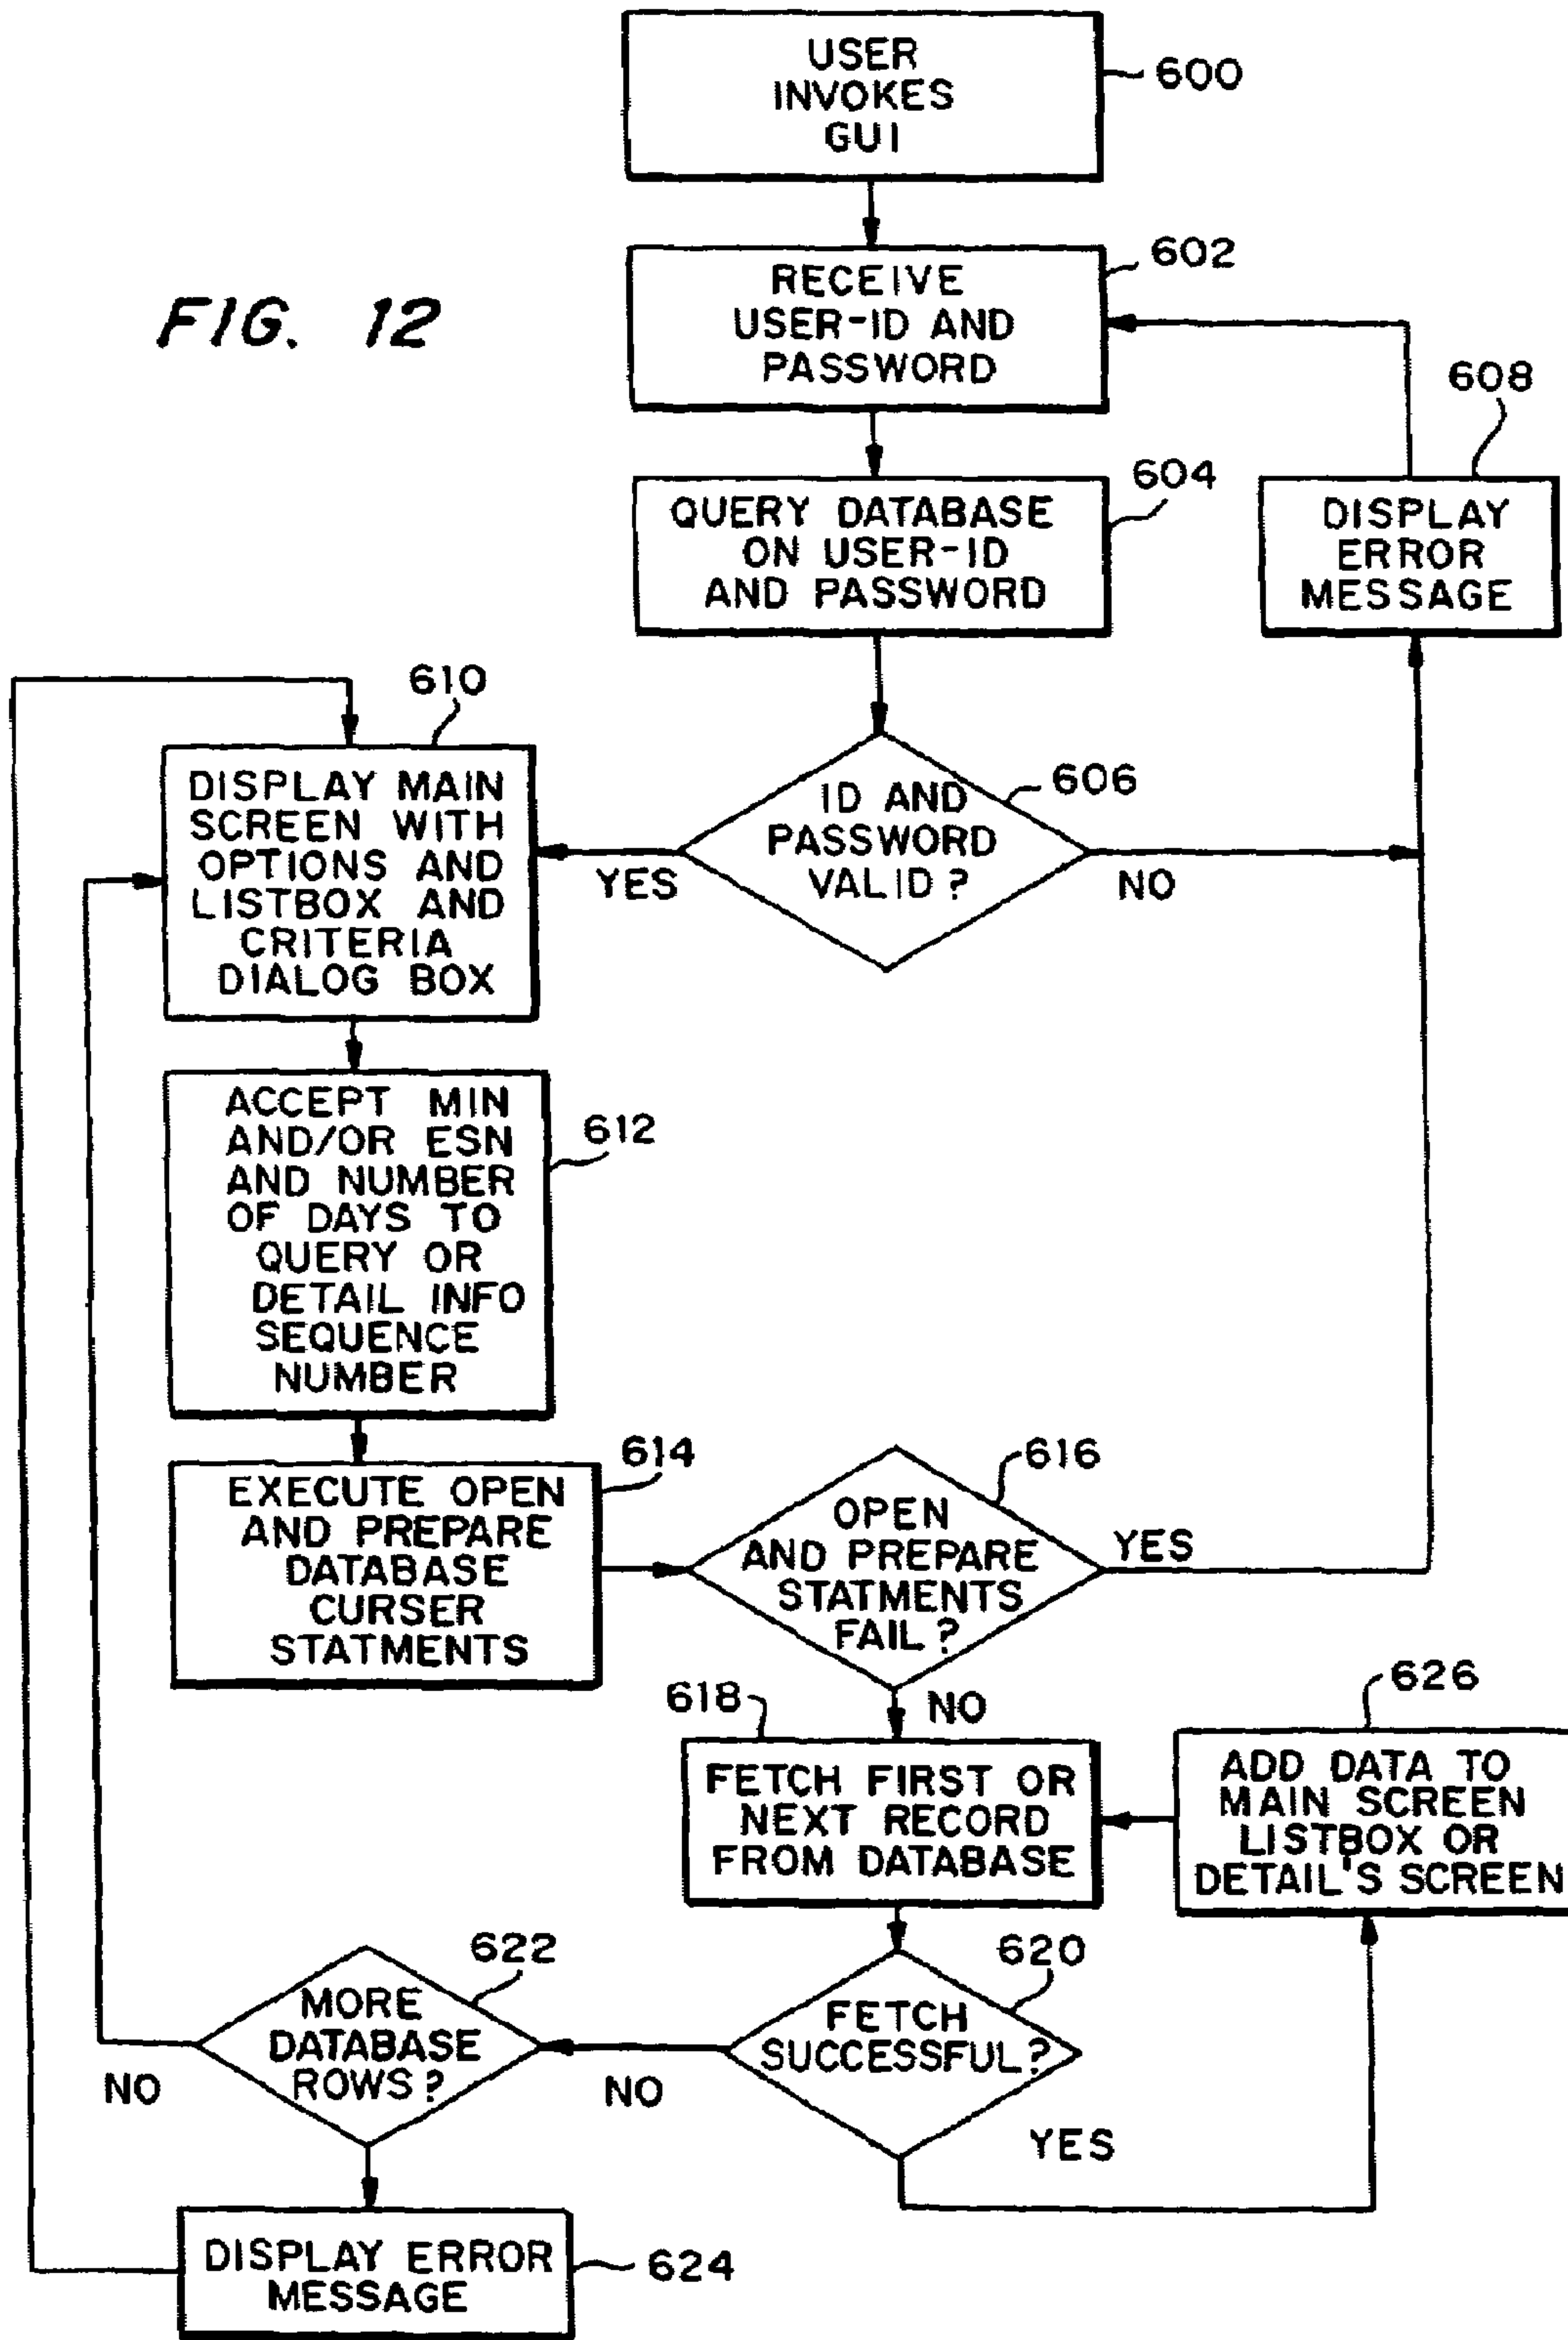 USER
INVOKES
GUI
600
FIG. 12
RECEIVE
USER-ID AND
PASSWORD
602
QUERY DATABASE
ON USER-ID
AND PASSWORD
604
608
DISPLAY
ERROR
MESSAGE
ID AND
PASSWORD
VALID?
606
YES
NO
610
DISPLAY MAIN
SCREEN WITH
OPTIONS AND
LISTBOX AND
CRITERIA
DIALOG BOX
ACCEPT MIN
AND/OR ESN
AND NUMBER
OF DAYS TO
QUERY OR
DETAIL INFO
SEQUENCE
NUMBER
612
EXECUTE OPEN
AND PREPARE
DATABASE
CURSER
STATMENTS
614
OPEN
AND PREPARE
STATMENTS
FAIL?
616
YES
NO
618
FETCH FIRST OR
NEXT RECORD
FROM DATABASE
626
ADD DATA TO
MAIN SCREEN
LISTBOX OR
DETAIL'S SCREEN
FETCH
SUCCESSFUL?
620
NO
YES
MORE
DATABASE
ROWS?
622
NO
DISPLAY ERROR
MESSAGE
624